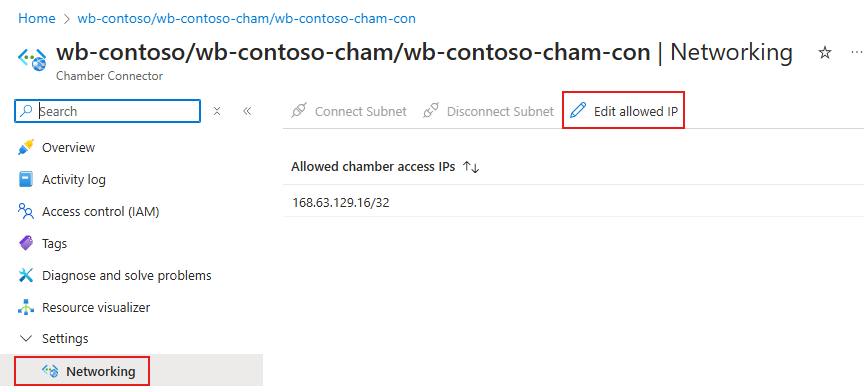 Home > wb-contoso/wb-contoso-cham/wb-contoso-cham-con
wb-contoso/wb-contoso-cham/wb-contoso-cham-con | Networking
Chamber Connector
Search
Connect Subnet
Disconnect Subnet
Edit allowed IP
Overview
Activity log
Access control (IAM)
Tags
Diagnose and solve problems
Resource visualizer
Settings
Networking
Allowed chamber access IPs ↑↓
168.63.129.16/32